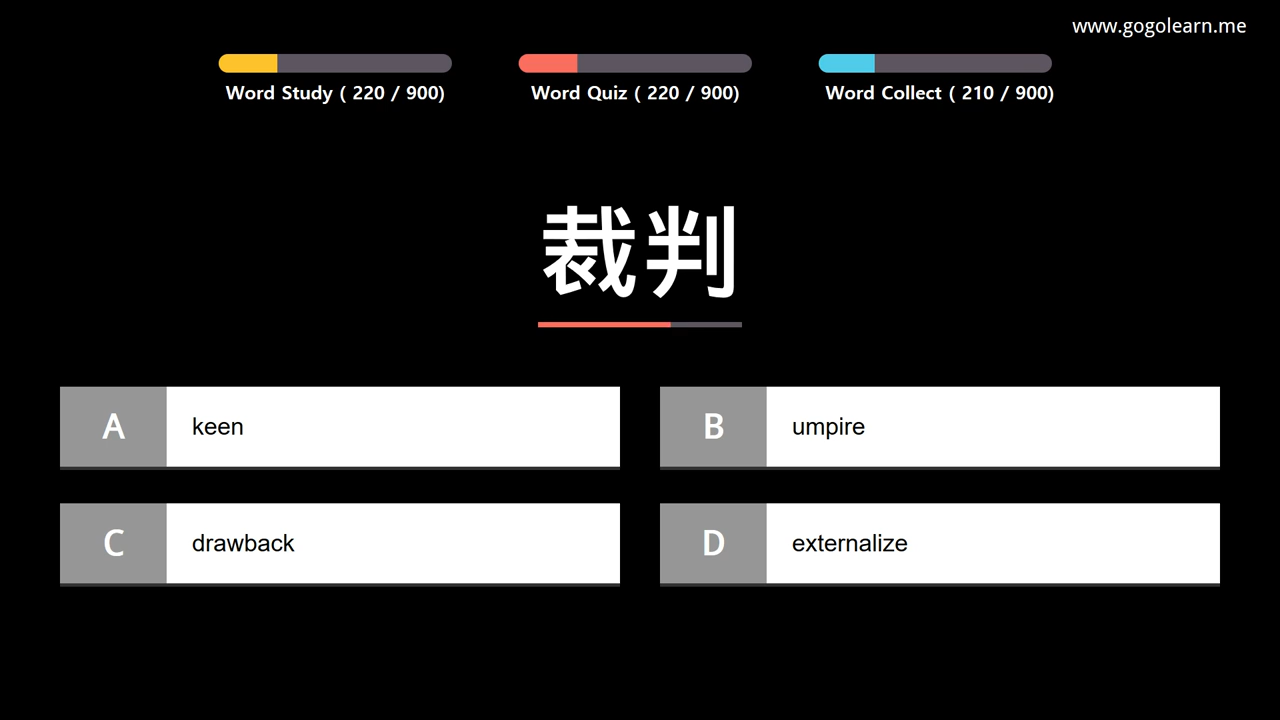 www.gogolearn.me
Word Study ( 220 / 900)
Word Quiz ( 220 / 900)
Word Collect ( 210 / 900)
裁判
A keen
B umpire
C drawback
D externalize